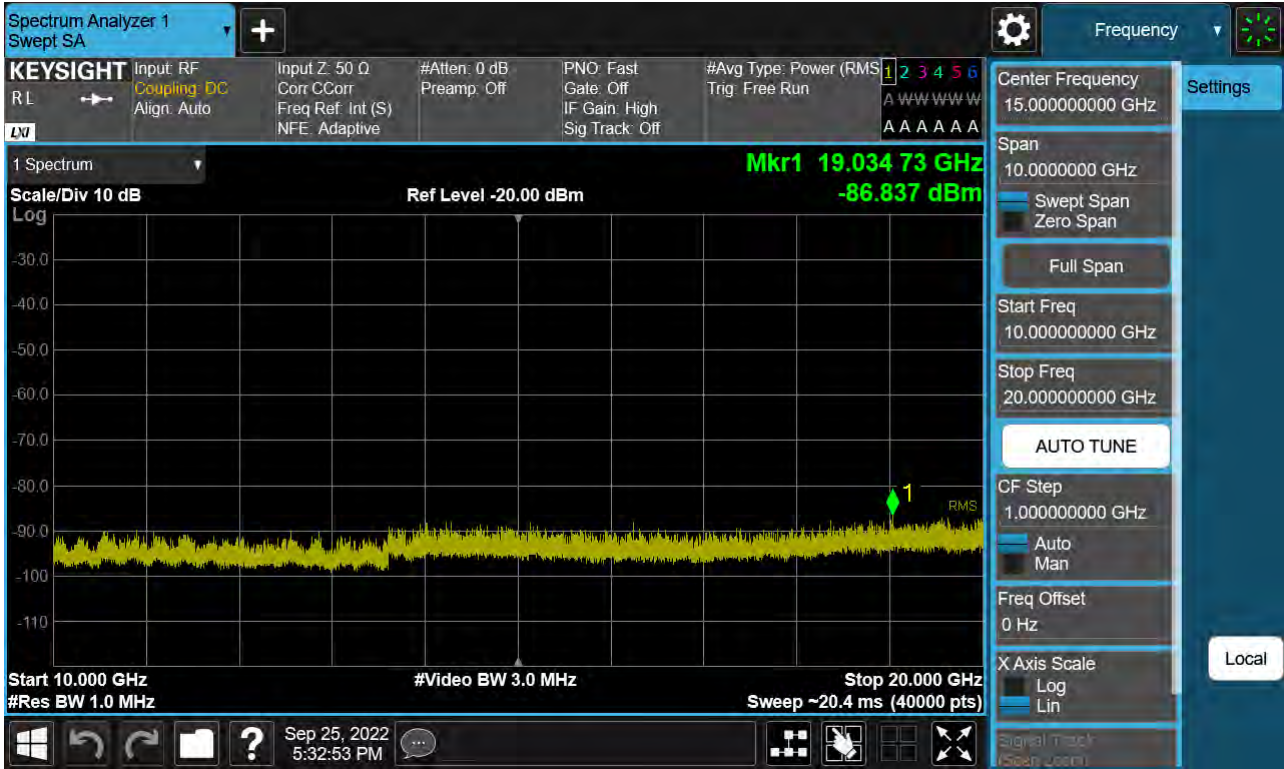 Spectrum Analyzer 1
Swept SA
+
Frequency
KEYSIGHT
R L
LXI
Input: RF
Coupling: DC
Align: Auto
Input Z: 50 Ω
Corr CCorr
Freq Ref: Int (S)
NFE: Adaptive
#Atten: 0 dB
Preamp: Off
PNO: Fast
Gate: Off
IF Gain: High
Sig Track: Off
#Avg Type: Power (RMS
Trig: Free Run
1 2 3 4 5 6
A W W W W W
A A A A A A
1 Spectrum
Scale/Div 10 dB
Log
Ref Level -20.00 dBm
Mkr1 19.034 73 GHz
-86.837 dBm
-30.0
-40.0
-50.0
-60.0
-70.0
-80.0
-90.0
-100
-110
1
RMS
Start 10.000 GHz
#Res BW 1.0 MHz
#Video BW 3.0 MHz
Stop 20.000 GHz
Sweep ~20.4 ms (40000 pts)
Center Frequency
15.000000000 GHz
Span
10.0000000 GHz
Swept Span
Zero Span
Full Span
Start Freq
10.000000000 GHz
Stop Freq
20.000000000 GHz
AUTO TUNE
CF Step
1.000000000 GHz
Auto
Man
Freq Offset
0 Hz
X Axis Scale
Log
Lin
Signal Track
(Span Zoom)
Settings
Local
?
Sep 25, 2022
5:32:53 PM